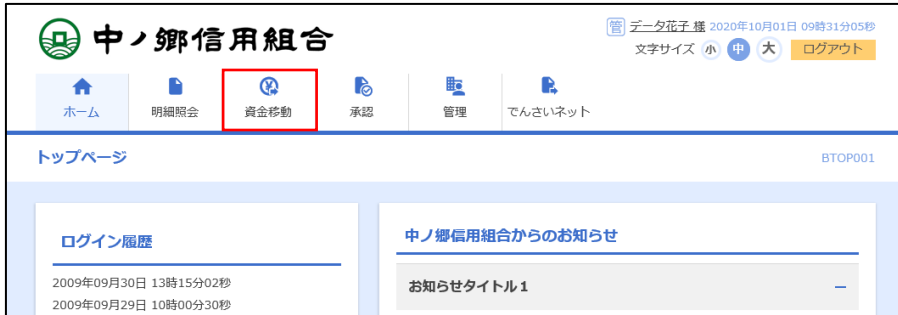 中ノ郷信用組合
管 データ花子 様 2020年10月01日 09時31分05秒
文字サイズ 小 中 大 ログアウト
ホーム 明細照会 資金移動 承認 管理 でんさいネット
トップページ BTOP001
ログイン履歴
2009年09月30日 13時15分02秒
2009年09月29日 10時00分30秒
中ノ郷信用組合からのお知らせ
お知らせタイトル1